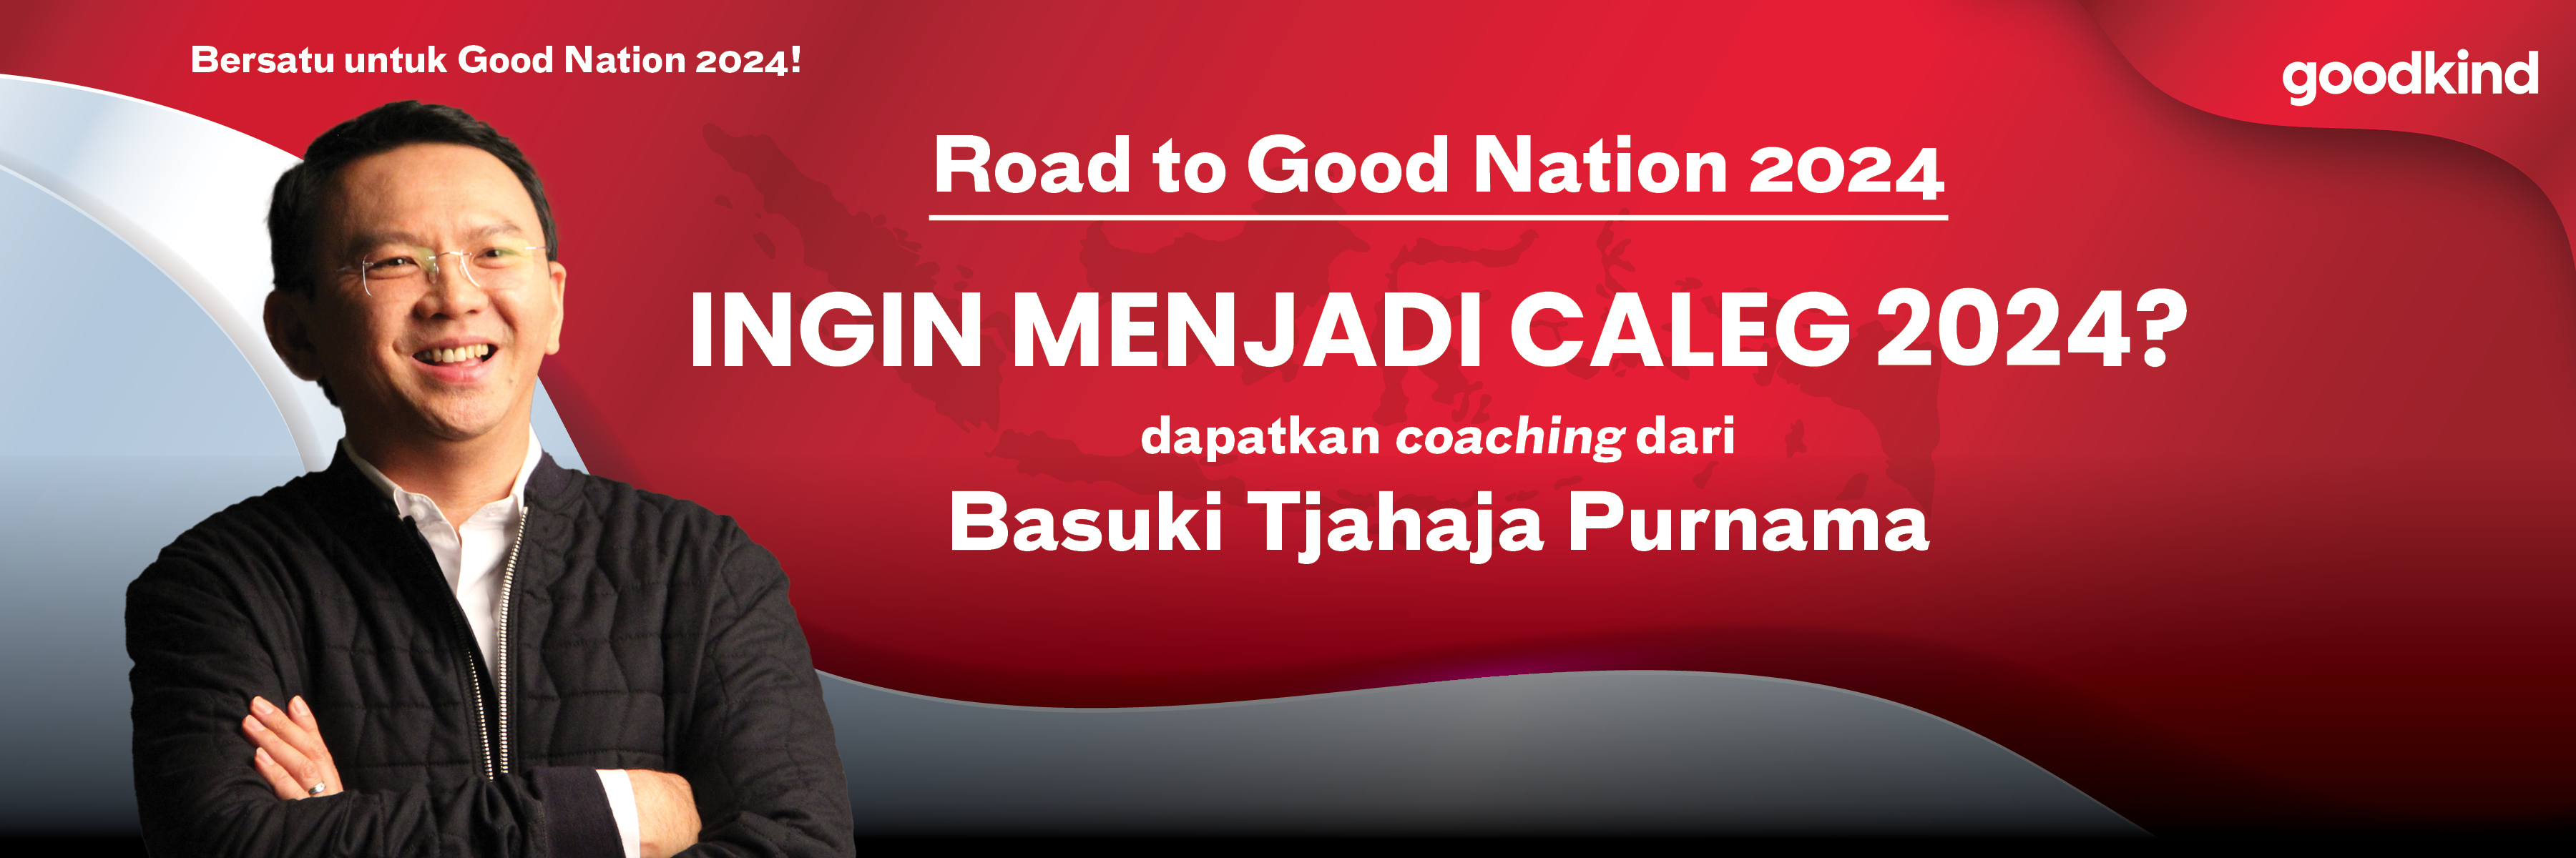 Bersatu untuk Good Nation 2024!
goodkind
Road to Good Nation 2024
INGIN MENJADI CALEG 2024?
dapatkan coaching dari
Basuki Tjahaja Purnama